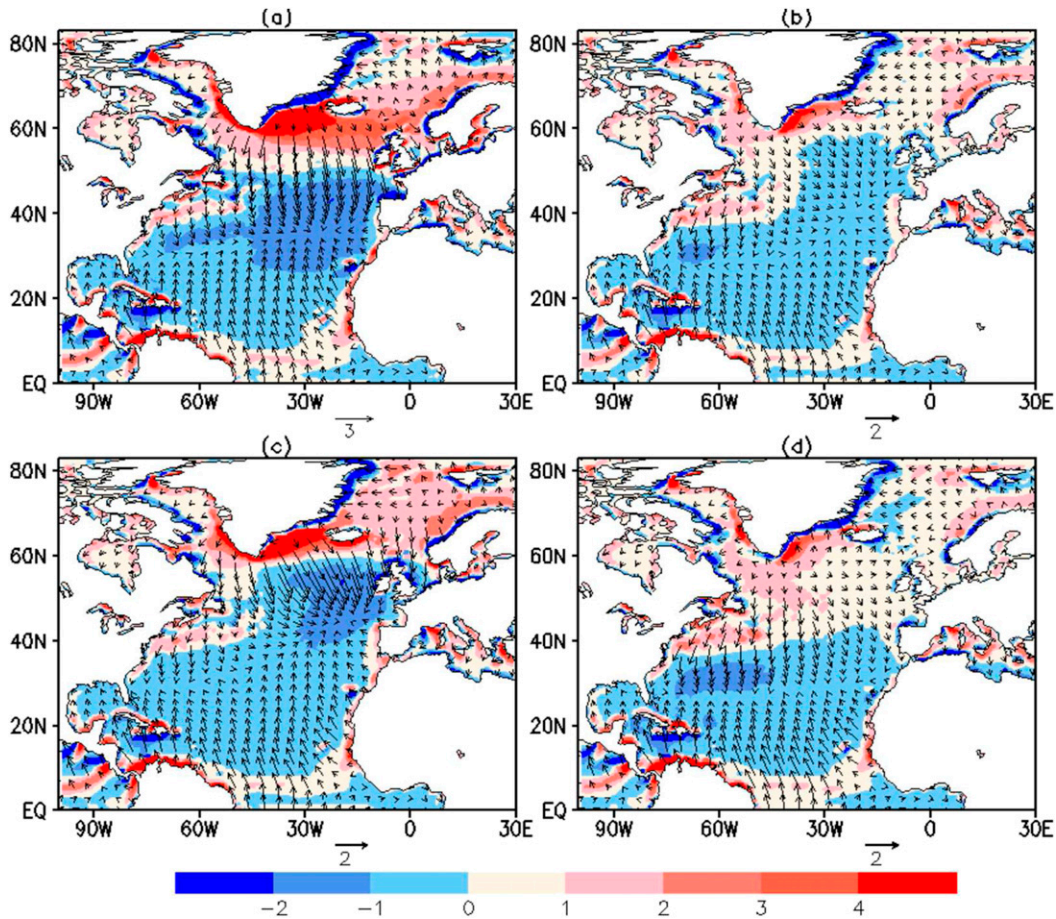 (a) (b)
80N 80N
60N 60N
40N 40N
20N 20N
EQ EQ
90W 60W 30W 0 30E 90W 60W 30W 0 30E
3 2
(c) (d)
80N 80N
60N 60N
40N 40N
20N 20N
EQ EQ
90W 60W 30W 0 30E 90W 60W 30W 0 30E
2 2
-2 -1 0 1 2 3 4